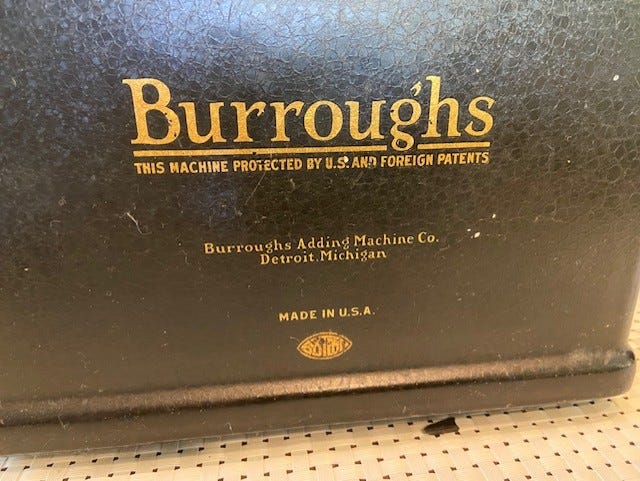 Burroughs
THIS MACHINE PROTECTED BY U.S. AND FOREIGN PATENTS
Burroughs Adding Machine Co.
Detroit, Michigan
MADE IN U.S.A.